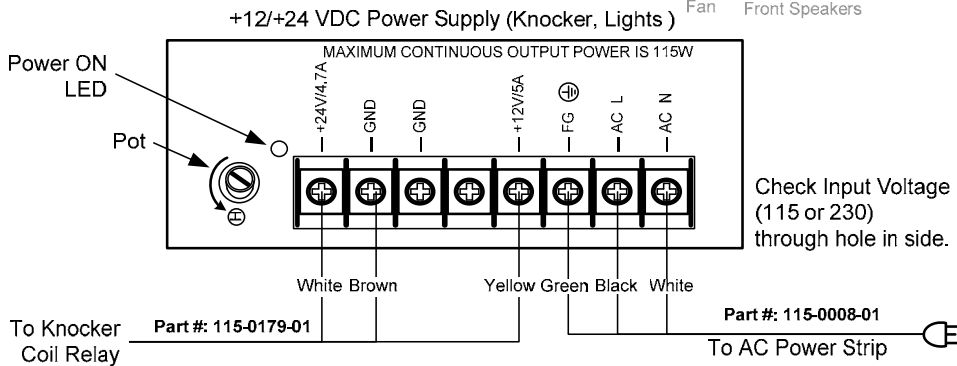 Fan Front Speakers
+12/+24 VDC Power Supply (Knocker, Lights )
MAXIMUM CONTINUOUS OUTPUT POWER IS 115W
Power ON
LED
Pot
+24V/4,7A
GND
GND
+12V/5A
FG
AC L
AC N
H
Check Input Voltage
(115 or 230)
through hole in side.
White Brown Yellow Green Black White
To Knocker
Coil Relay
Part #: 115-0179-01
Part #: 115-0008-01
To AC Power Strip